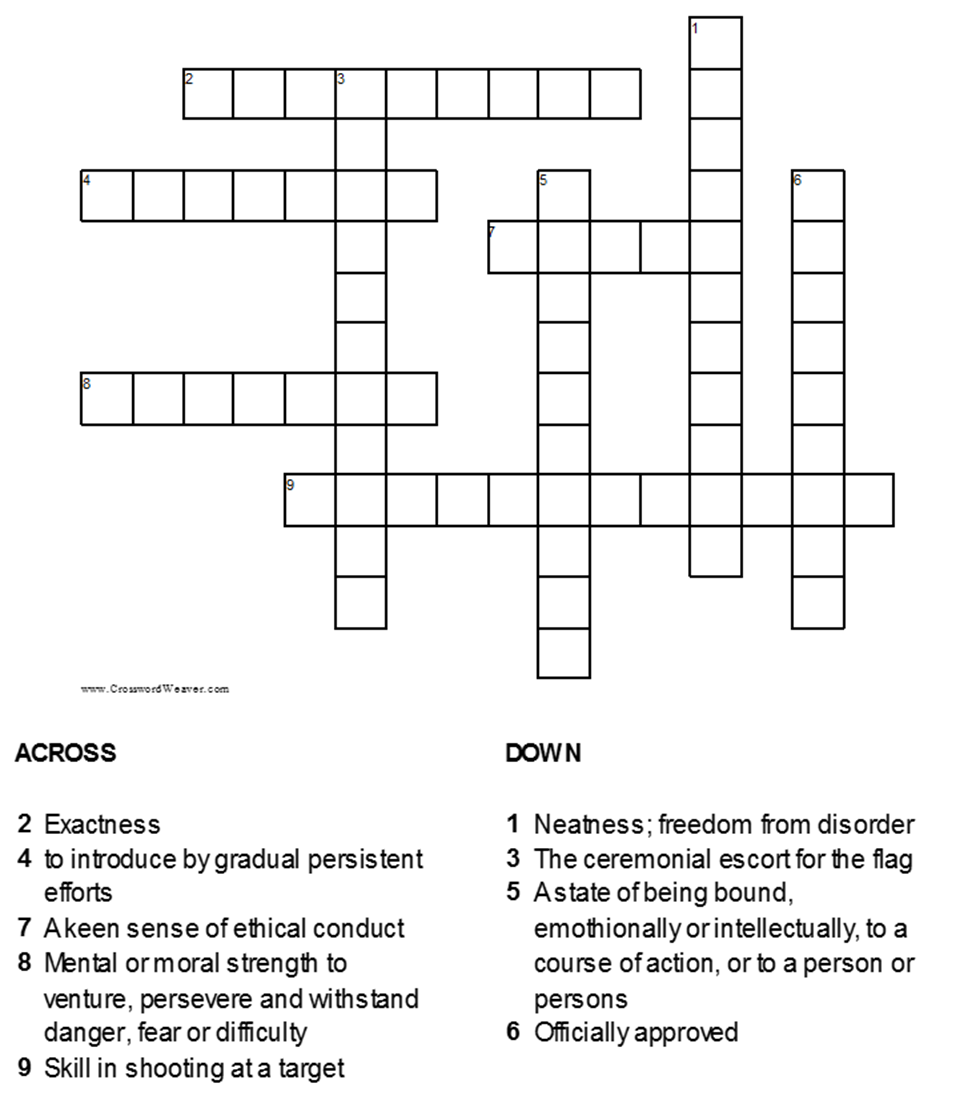 1
2
3
4
5
6
7
8
9
www.CrosswordWeaver.com
ACROSS
2 Exactness
4 to introduce by gradual persistent
efforts
7 A keen sense of ethical conduct
8 Mental or moral strength to
venture, persevere and withstand
danger, fear or difficulty
9 Skill in shooting at a target
DOWN
1 Neatness; freedom from disorder
3 The ceremonial escort for the flag
5 A state of being bound,
emothionally or intellectually, to a
course of action, or to a person or
persons
6 Officially approved